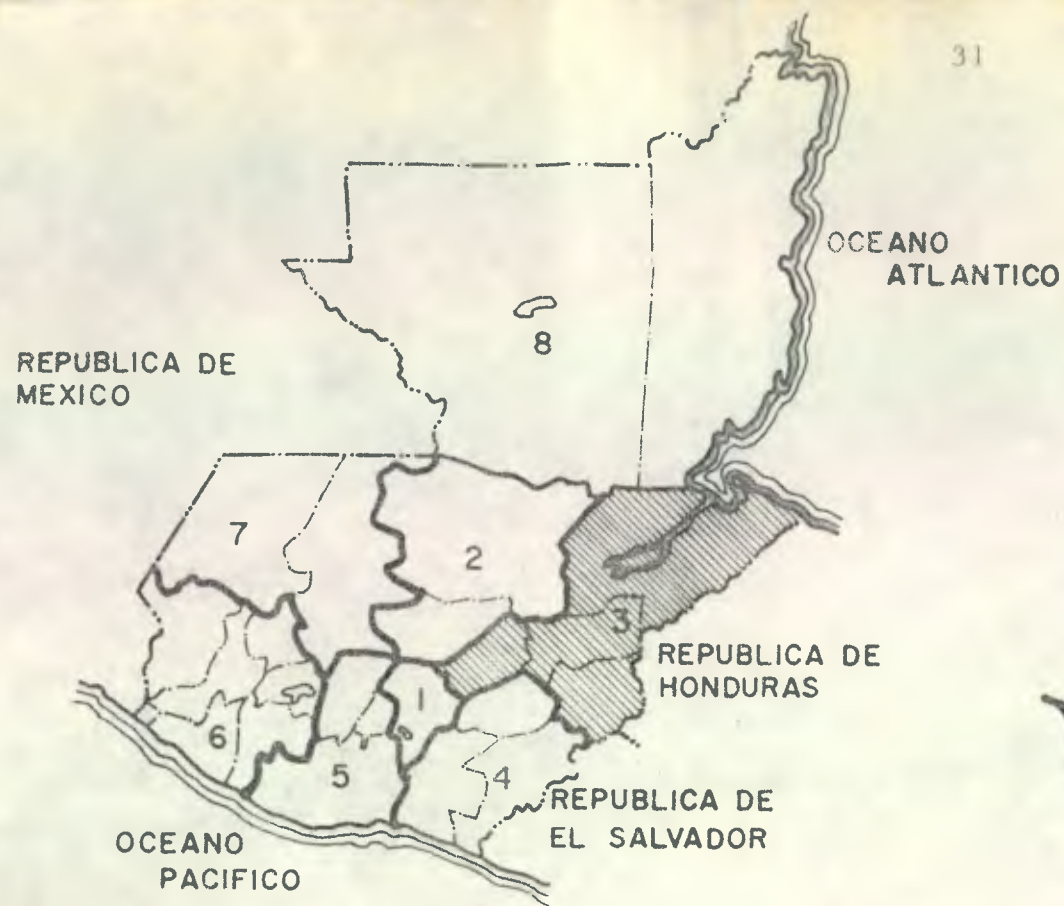 31
OCEANO
ATLANTICO
8
REPUBLICA DE
MEXICO
7
2
3
REPUBLICA DE
HONDURAS
1
6
5
4
REPUBLICA DE
EL SALVADOR
OCEANO
PACIFICO